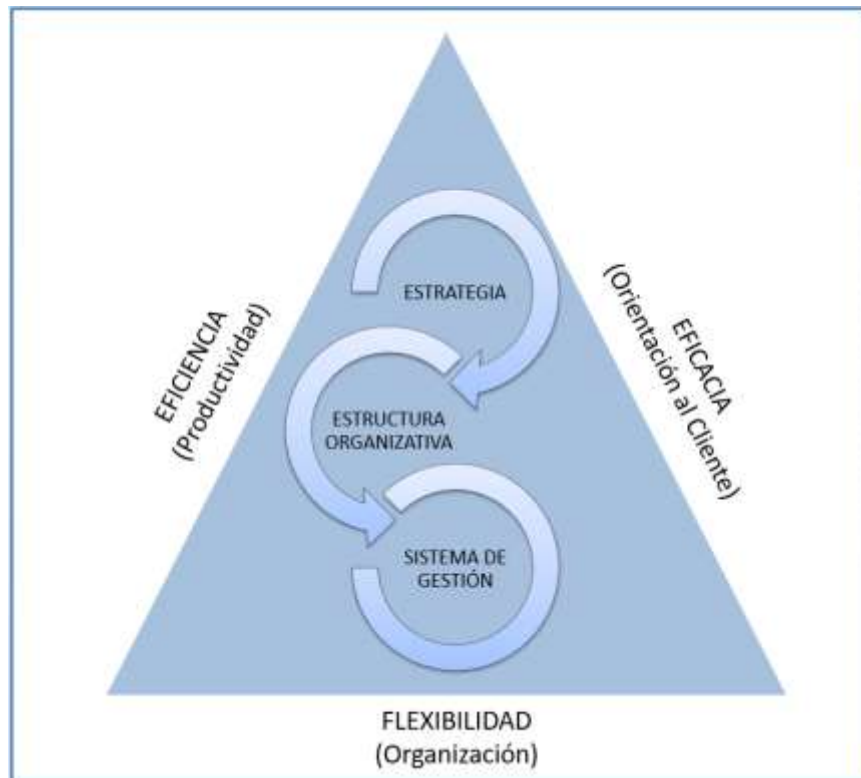 ESTRATEGIA
EFICIENCIA
(Productividad)
EFICACIA
(Orientación al Cliente)
ESTRUCTURA
ORGANIZATIVA
SISTEMA DE
GESTIÓN
FLEXIBILIDAD
(Organización)